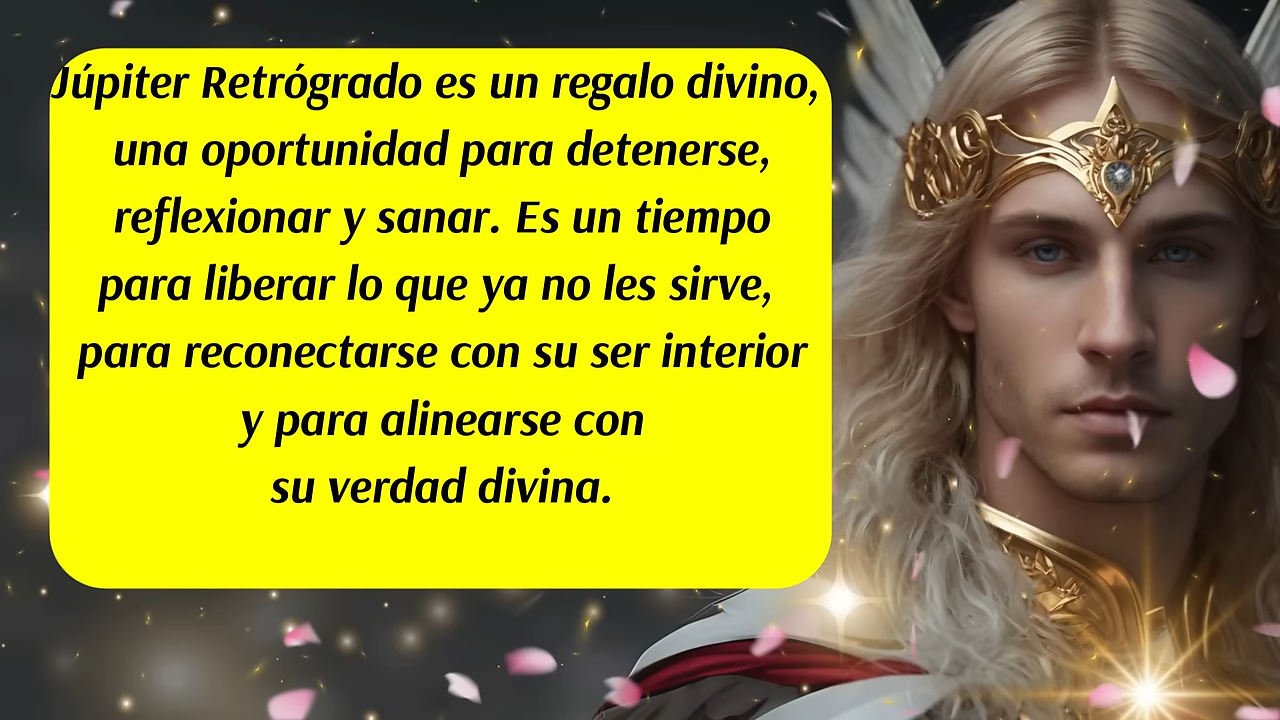 Júpiter Retrógrado es un regalo divino,
una oportunidad para detenerse,
reflexionar y sanar. Es un tiempo
para liberar lo que ya no les sirve,
para reconectarse con su ser interior
y para alinearse con
su verdad divina.